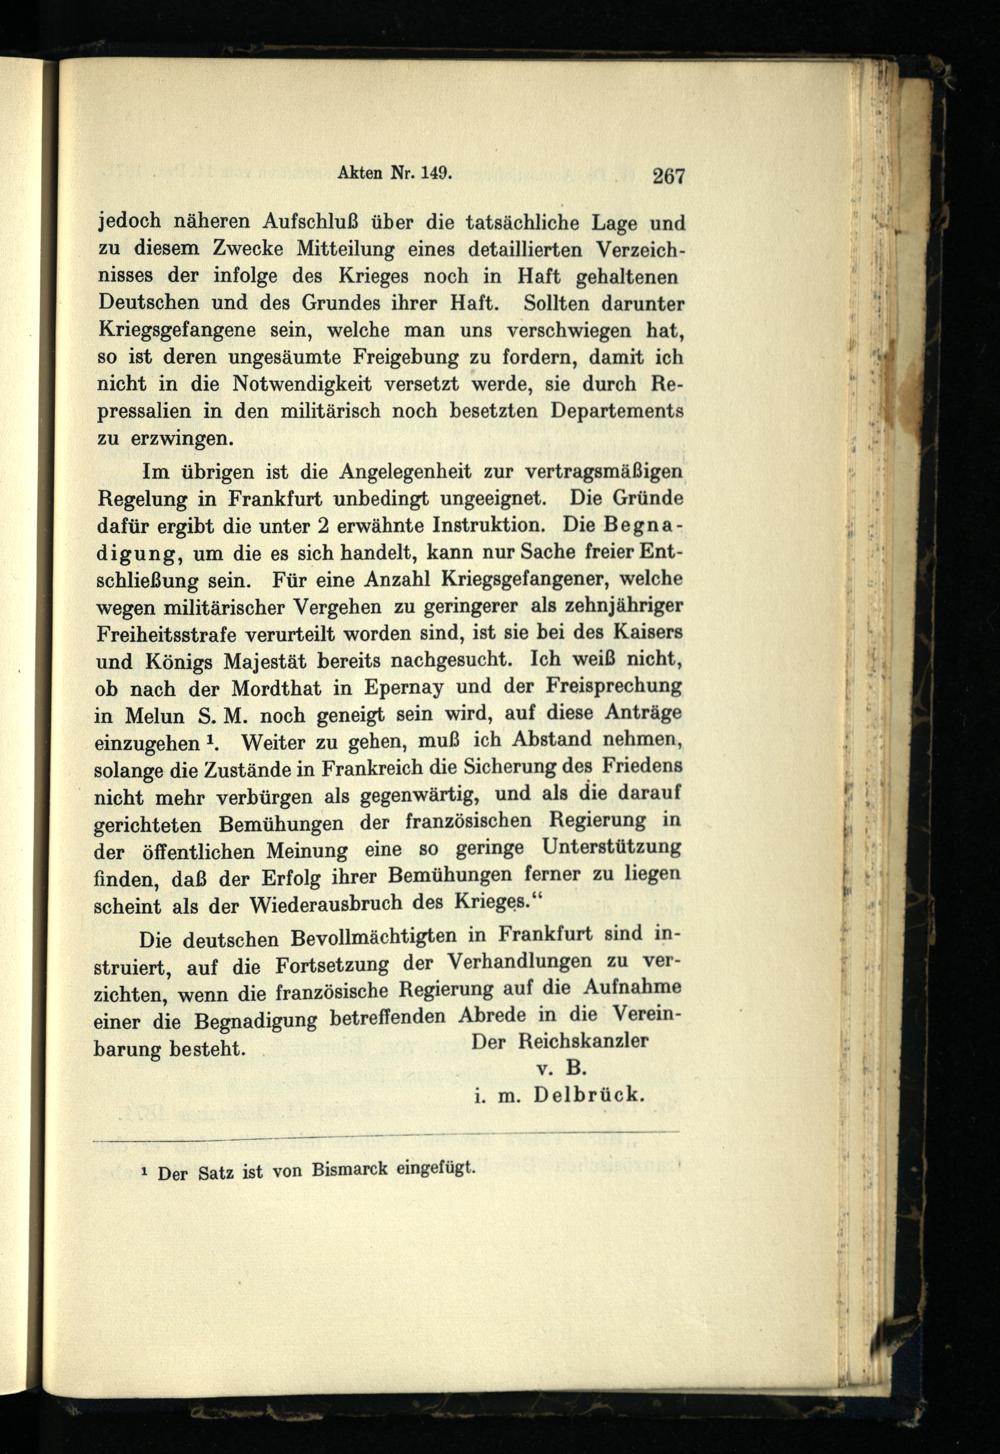 Akten Nr. 149. 267
jedoch näheren Aufschluß über die tatsächliche Lage und
zu diesem Zwecke Mitteilung eines detaillierten Verzeich-
nisses der infolge des Krieges noch in Haft gehaltenen
Deutschen und des Grundes ihrer Haft. Sollten darunter
Kriegsgefangene sein, welche man uns verschwiegen hat,
so ist deren ungesäumte Freigebung zu fordern, damit ich
nicht in die Notwendigkeit versetzt werde, sie durch Re-
pressalien in den militärisch noch besetzten Departements
zu erzwingen.
Im übrigen ist die Angelegenheit zur vertragsmäßigen
Regelung in Frankfurt unbedingt ungeeignet. Die Gründe
dafür ergibt die unter 2 erwähnte Instruktion. Die Begna-
digung, um die es sich handelt, kann nur Sache freier Ent-
schließung sein. Für eine Anzahl Kriegsgefangener, welche
wegen militärischer Vergehen zu geringerer als zehnjähriger
Freiheitsstrafe verurteilt worden sind, ist sie bei des Kaisers
und Königs Majestät bereits nachgesucht. Ich weiß nicht,
ob nach der Mordthat in Epernay und der Freisprechung
in Melun S. M. noch geneigt sein wird, auf diese Anträge
einzugehen ¹. Weiter zu gehen, muß ich Abstand nehmen,
solange die Zustände in Frankreich die Sicherung des Friedens
nicht mehr verbürgen als gegenwärtig, und als die darauf
gerichteten Bemühungen der französischen Regierung in
der öffentlichen Meinung eine so geringe Unterstützung
finden, daß der Erfolg ihrer Bemühungen ferner zu liegen
scheint als der Wiederausbruch des Krieges.“
Die deutschen Bevollmächtigten in Frankfurt sind in-
struiert, auf die Fortsetzung der Verhandlungen zu ver-
zichten, wenn die französische Regierung auf die Aufnahme
einer die Begnadigung betreffenden Abrede in die Verein-
barung besteht. Der Reichskanzler
v. B.
i. m. Delbrück.
¹ Der Satz ist von Bismarck eingefügt.